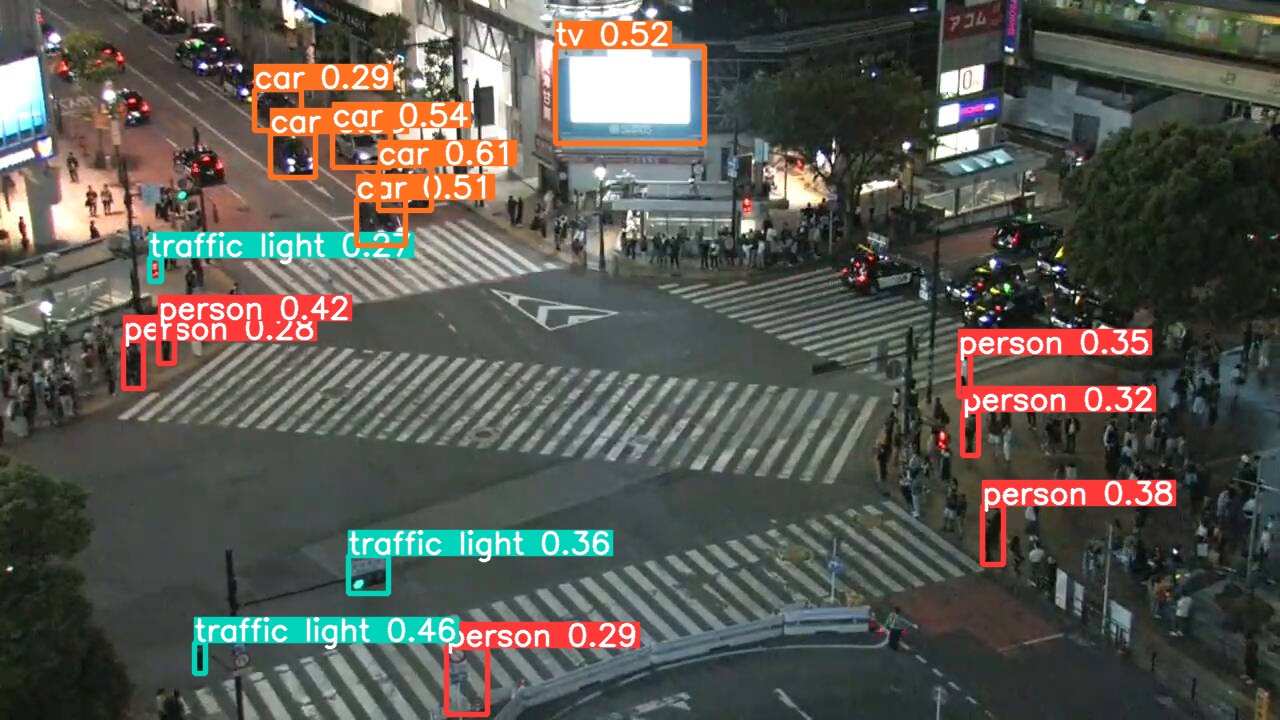 tv 0.52
アコム
car 0.29
0
car
car 0.54
car 0.61
car 0.51
traffic light 0.27
person 0.42
person 0.28
person 0.35
person 0.32
person 0.38
traffic light 0.36
traffic light 0.46
person 0.29